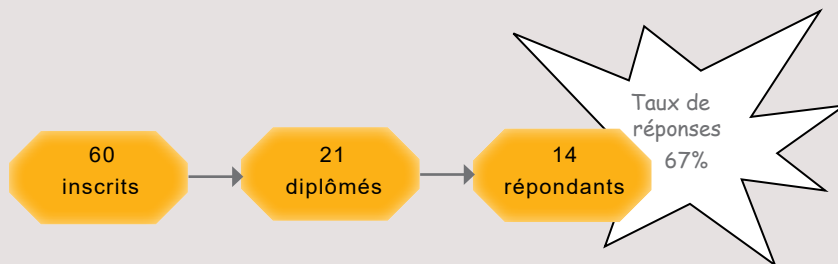 60
inscrits
21
diplômés
14
répondants
Taux de
réponses
67%